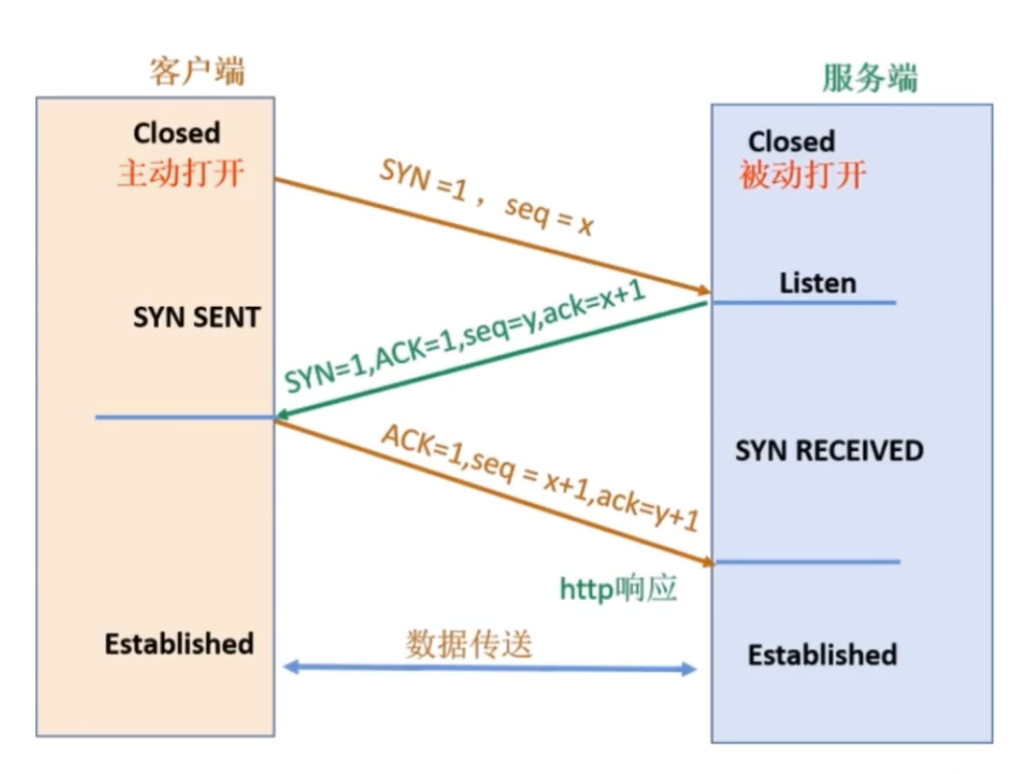 客户端
服务端
Closed
主动打开
Closed
被动打开
SYN =1 ，seq = x
Listen
SYN SENT
SYN=1,ACK=1,seq=y,ack=x+1
ACK=1,seq = x+1,ack=y+1
SYN RECEIVED
http响应
Established
数据传送
Established